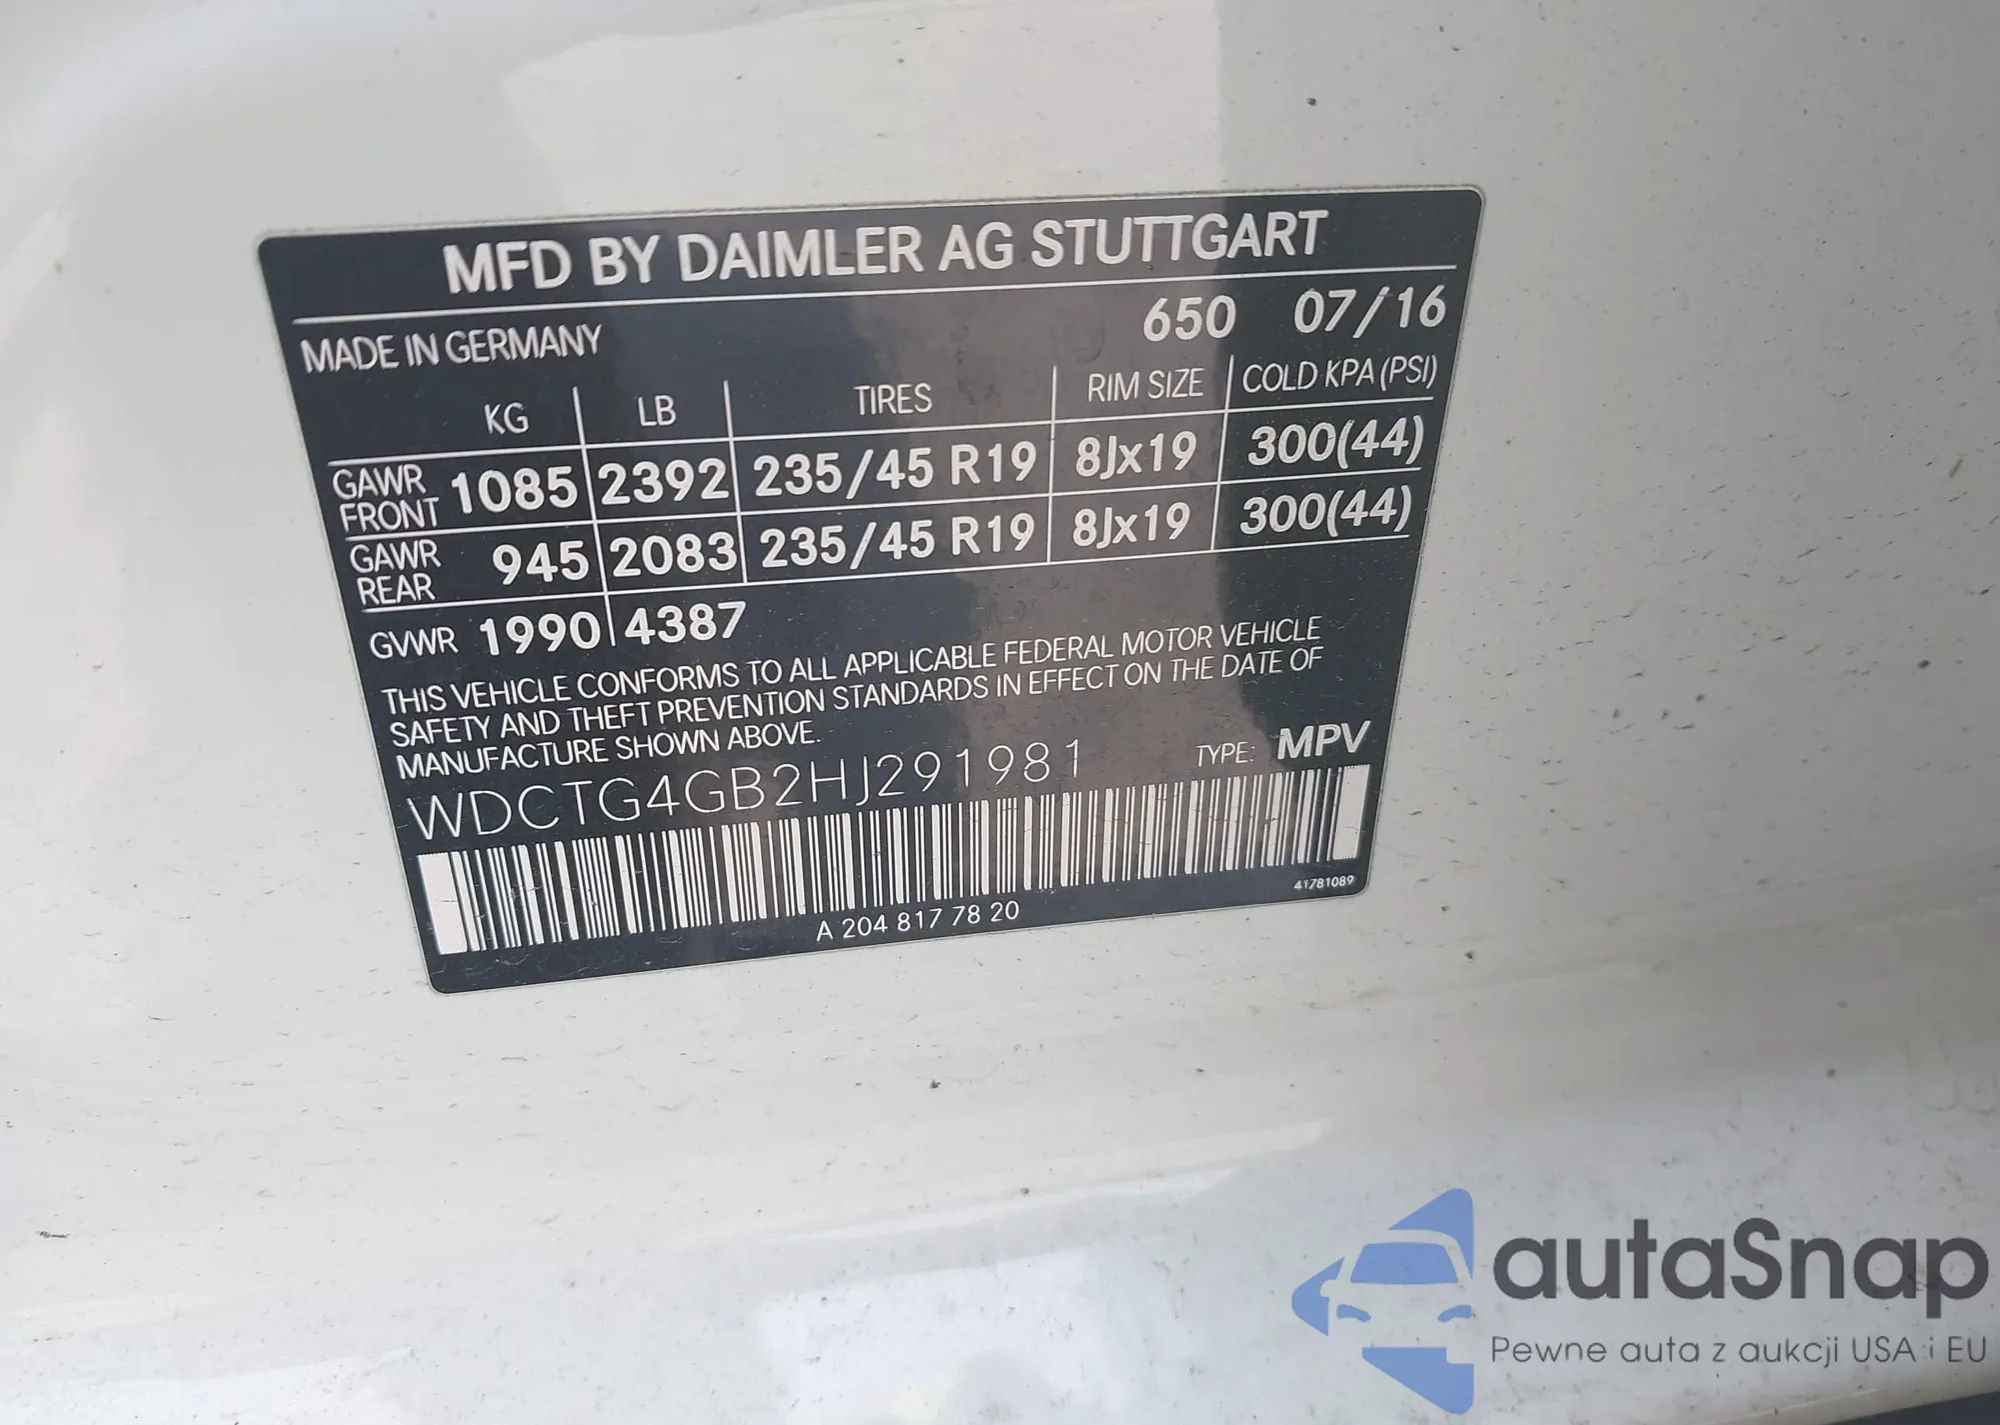 MFD BY DAIMLER AG STUTTGART
MADE IN GERMANY 650 07/16
KG LB TIRES RIM SIZE COLD KPA (PSI)
GAWR FRONT 1085 2392 235/45 R19 8Jx19 300(44)
GAWR REAR 945 2083 235/45 R19 8Jx19 300(44)
GVWR 1990 4387
THIS VEHICLE CONFORMS TO ALL APPLICABLE FEDERAL MOTOR VEHICLE
SAFETY AND THEFT PREVENTION STANDARDS IN EFFECT ON THE DATE OF
MANUFACTURE SHOWN ABOVE.
WDCTG4GB2HJ291981 TYPE: MPV
41781089
A 204 817 78 20
autaSnap
Pewne auta z aukcji USA i EU